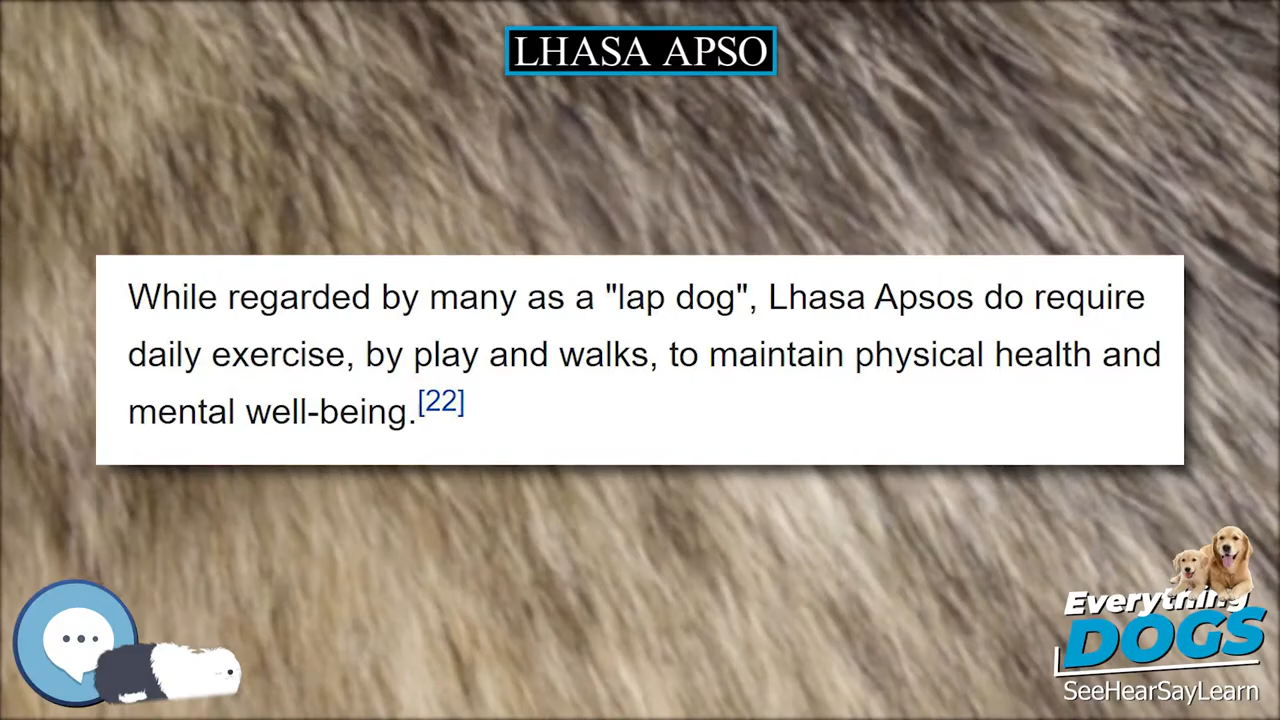 LHASA APSO
While regarded by many as a "lap dog", Lhasa Apsos do require
daily exercise, by play and walks, to maintain physical health and
mental well-being.[22]
Everything
DOGS
SeeHearSayLearn